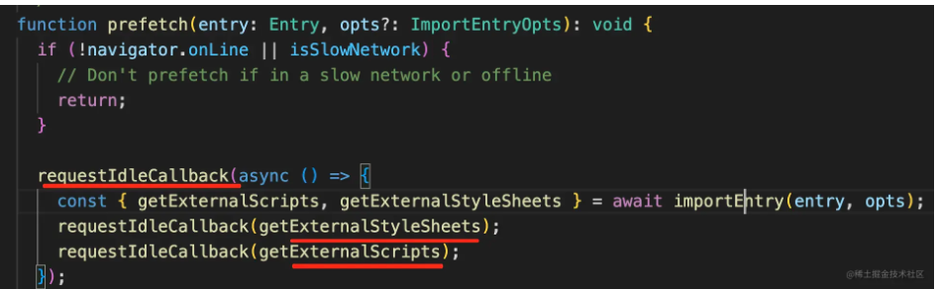 function prefetch(entry: Entry, opts?: ImportEntryOpts): void {
if (!navigator.onLine || isSlowNetwork) {
// Don't prefetch if in a slow network or offline
return;
}
requestIdleCallback(async () => {
const { getExternalScripts, getExternalStyleSheets } = await importEntry(entry, opts);
requestIdleCallback(getExternalStyleSheets);
requestIdleCallback(getExternalScripts);
});
@稀土掘金技术社区